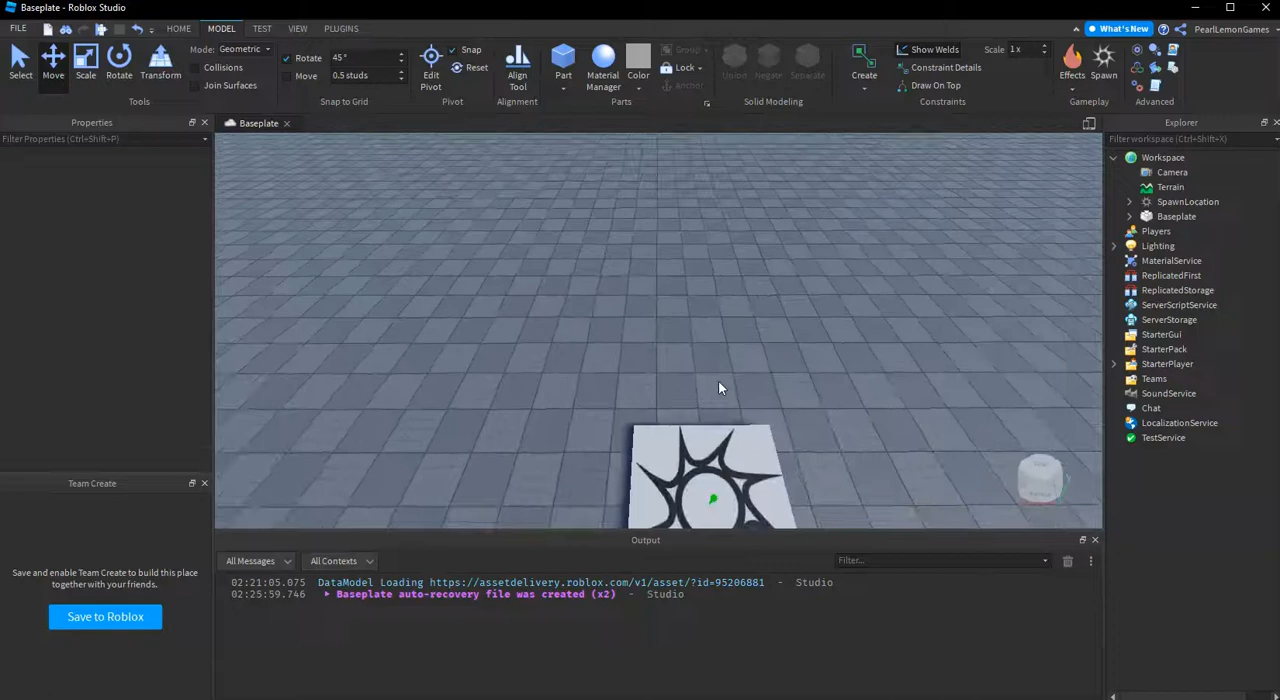 Baseplate - Roblox Studio
FILE HOME MODEL TEST VIEW PLUGINS What's New PearlLemonGames
Select Move Scale Rotate Transform
Mode: Geometric
Collisions
Join Surfaces
Tools
Rotate 45°
Move 0.5 studs
Snap to Grid
Edit Pivot
Snap
Reset
Pivot
Align Tool
Alignment
Part Material Manager Color
Group
Lock
Anchor
Parts
Union Negate Separate
Solid Modeling
Create
Show Welds Scale 1x
Constraint Details
Draw On Top
Constraints
Effects Spawn
Gameplay
Advanced
Properties
Filter Properties (Ctrl+Shift+P)
Baseplate
Explorer
Filter workspace (Ctrl+Shift+X)
Workspace
Camera
Terrain
SpawnLocation
Baseplate
Players
Lighting
MaterialService
ReplicatedFirst
ReplicatedStorage
ServerScriptService
ServerStorage
StarterGui
StarterPack
StarterPlayer
Teams
SoundService
Chat
LocalizationService
TestService
Team Create
Save and enable Team Create to build this place
together with your friends.
Save to Roblox
Output
All Messages All Contexts Filter...
02:21:05.075 DataModel Loading https://assetdelivery.roblox.com/v1/asset/?id=95206881 - Studio
02:25:59.746 Baseplate auto-recovery file was created (x2) - Studio